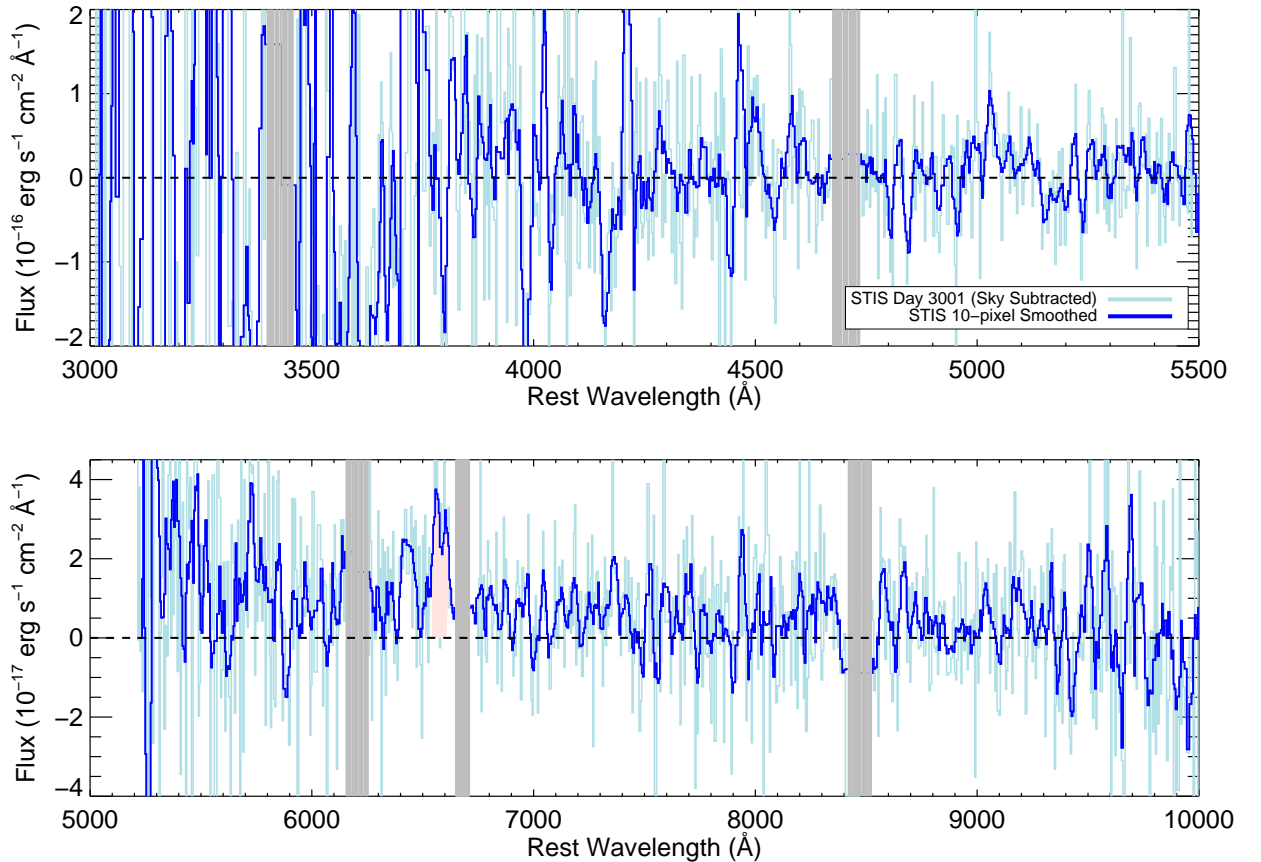 2
1
0
−1
−2
Flux (10⁻¹⁶ erg s⁻¹ cm⁻² Å⁻¹)
STIS Day 3001 (Sky Subtracted)
STIS 10−pixel Smoothed
3000 3500 4000 4500 5000 5500
Rest Wavelength (Å)
4
2
0
−2
−4
Flux (10⁻¹⁷ erg s⁻¹ cm⁻² Å⁻¹)
5000 6000 7000 8000 9000 10000
Rest Wavelength (Å)